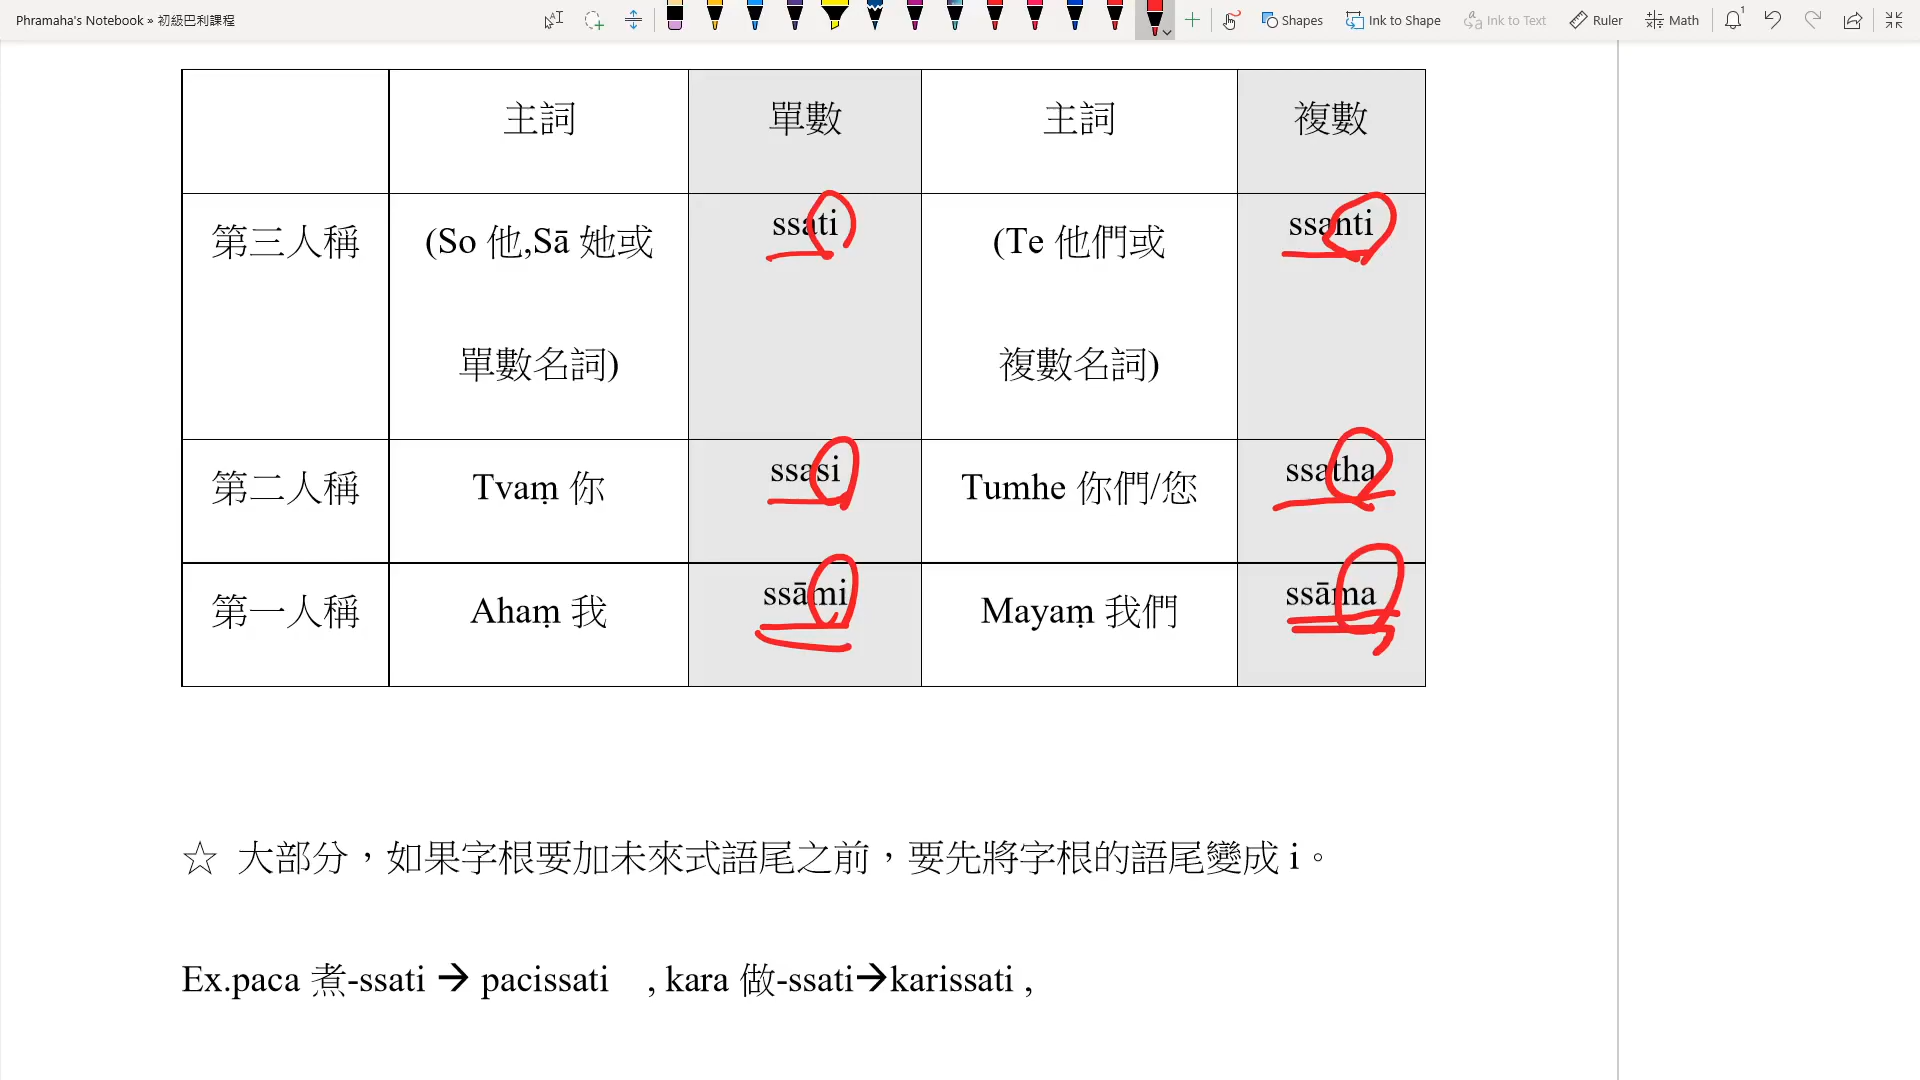 Phramaha's Notebook » 初級巴利課程
Shapes
Ink to Shape
Ink to Text
Ruler
Math
1
主詞 單數 主詞 複數
第三人稱 (So 他,Sā 她或 ssati (Te 他們或 ssanti
單數名詞) 複數名詞)
第二人稱 Tvaṃ 你 ssasi Tumhe 你們/您 ssatha
第一人稱 Ahaṃ 我 ssāmi Mayaṃ 我們 ssāma
☆ 大部分，如果字根要加未來式語尾之前，要先將字根的語尾變成 i。
Ex.paca 煮-ssati → pacissati , kara 做-ssati→karissati ,